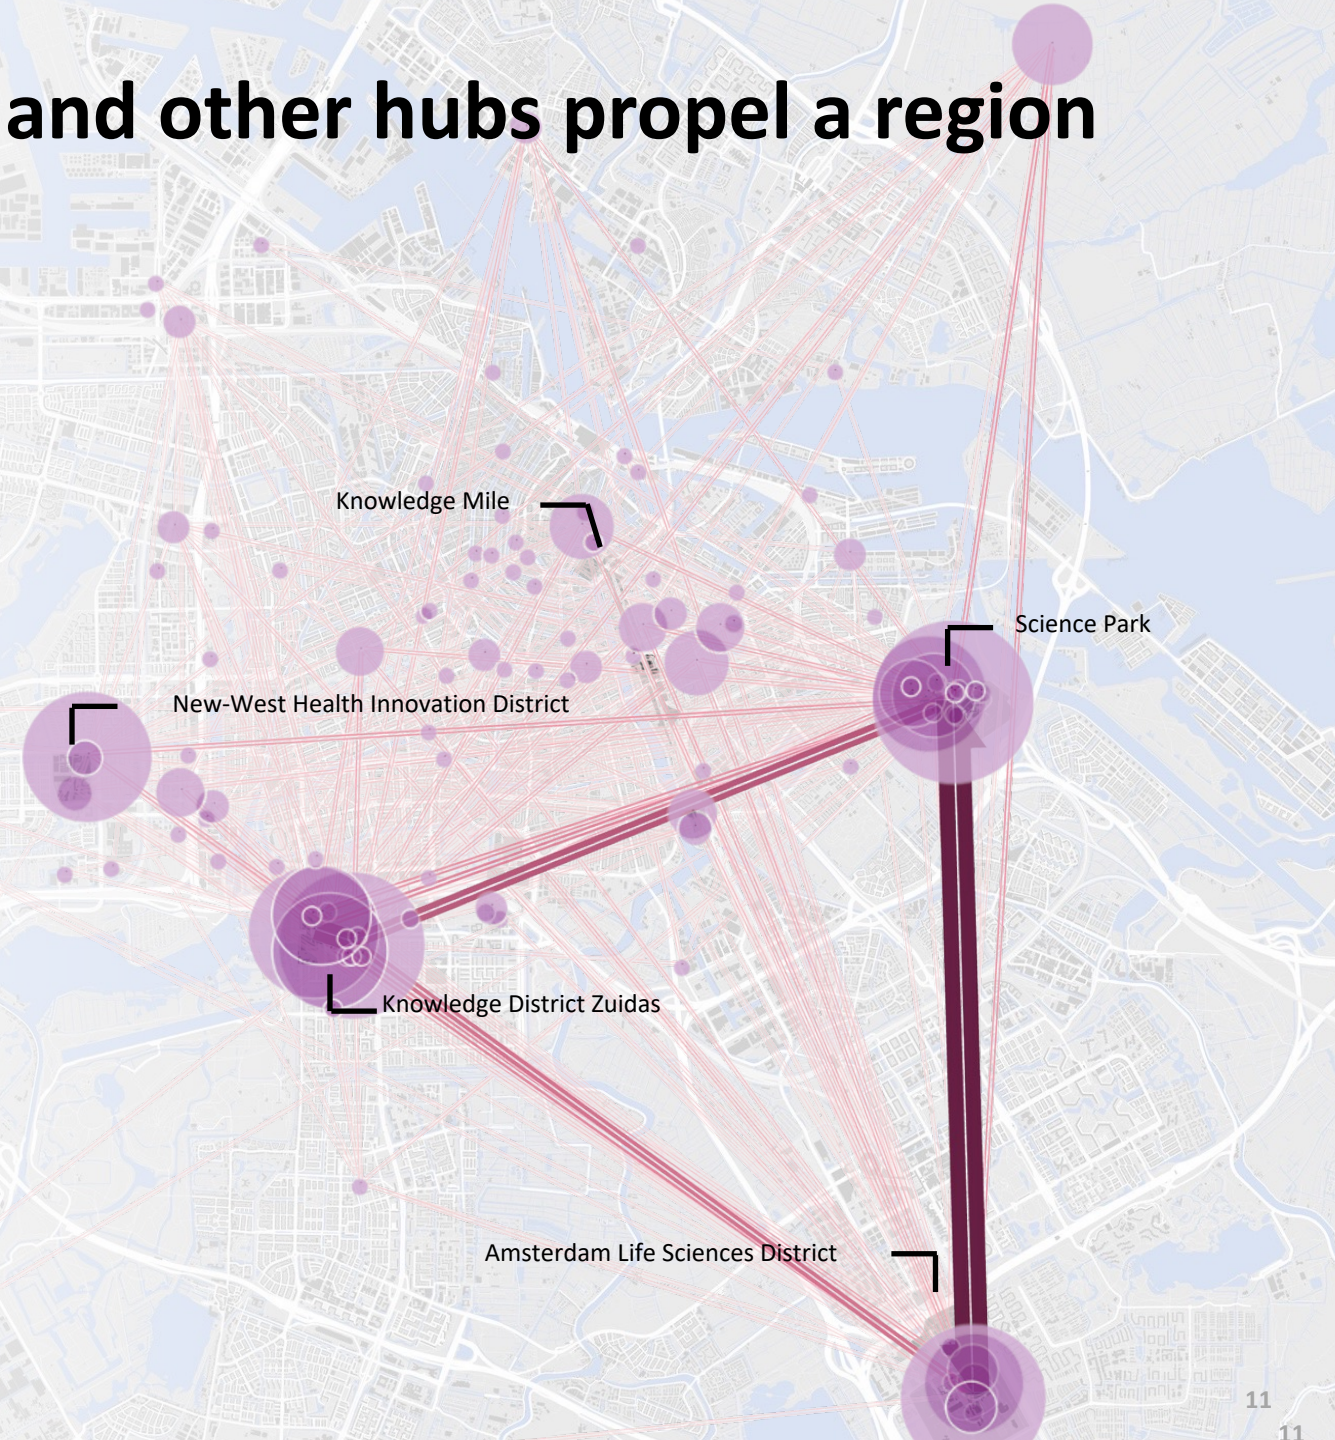 and other hubs propel a region
Knowledge Mile
Science Park
New-West Health Innovation District
Knowledge District Zuidas
Amsterdam Life Sciences District
11
11